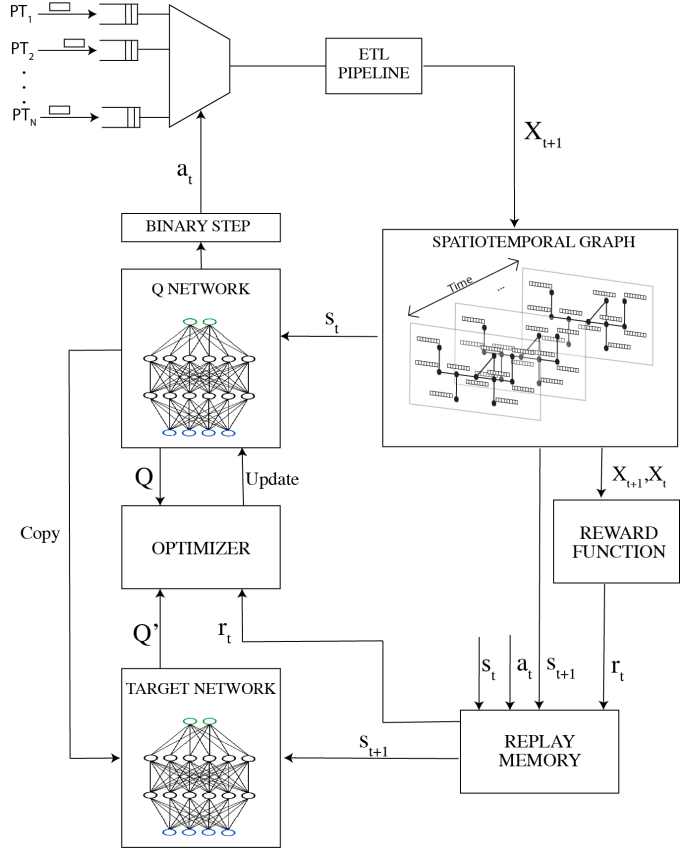 PT1
PT2
PTN
ETL
PIPELINE
Xt+1
at
BINARY STEP
SPATIOTEMPORAL GRAPH
Time
...
Q NETWORK
st
Q
Update
Xt+1,Xt
Copy
OPTIMIZER
REWARD
FUNCTION
Q’
rt
st
at
st+1
rt
TARGET NETWORK
st+1
REPLAY
MEMORY